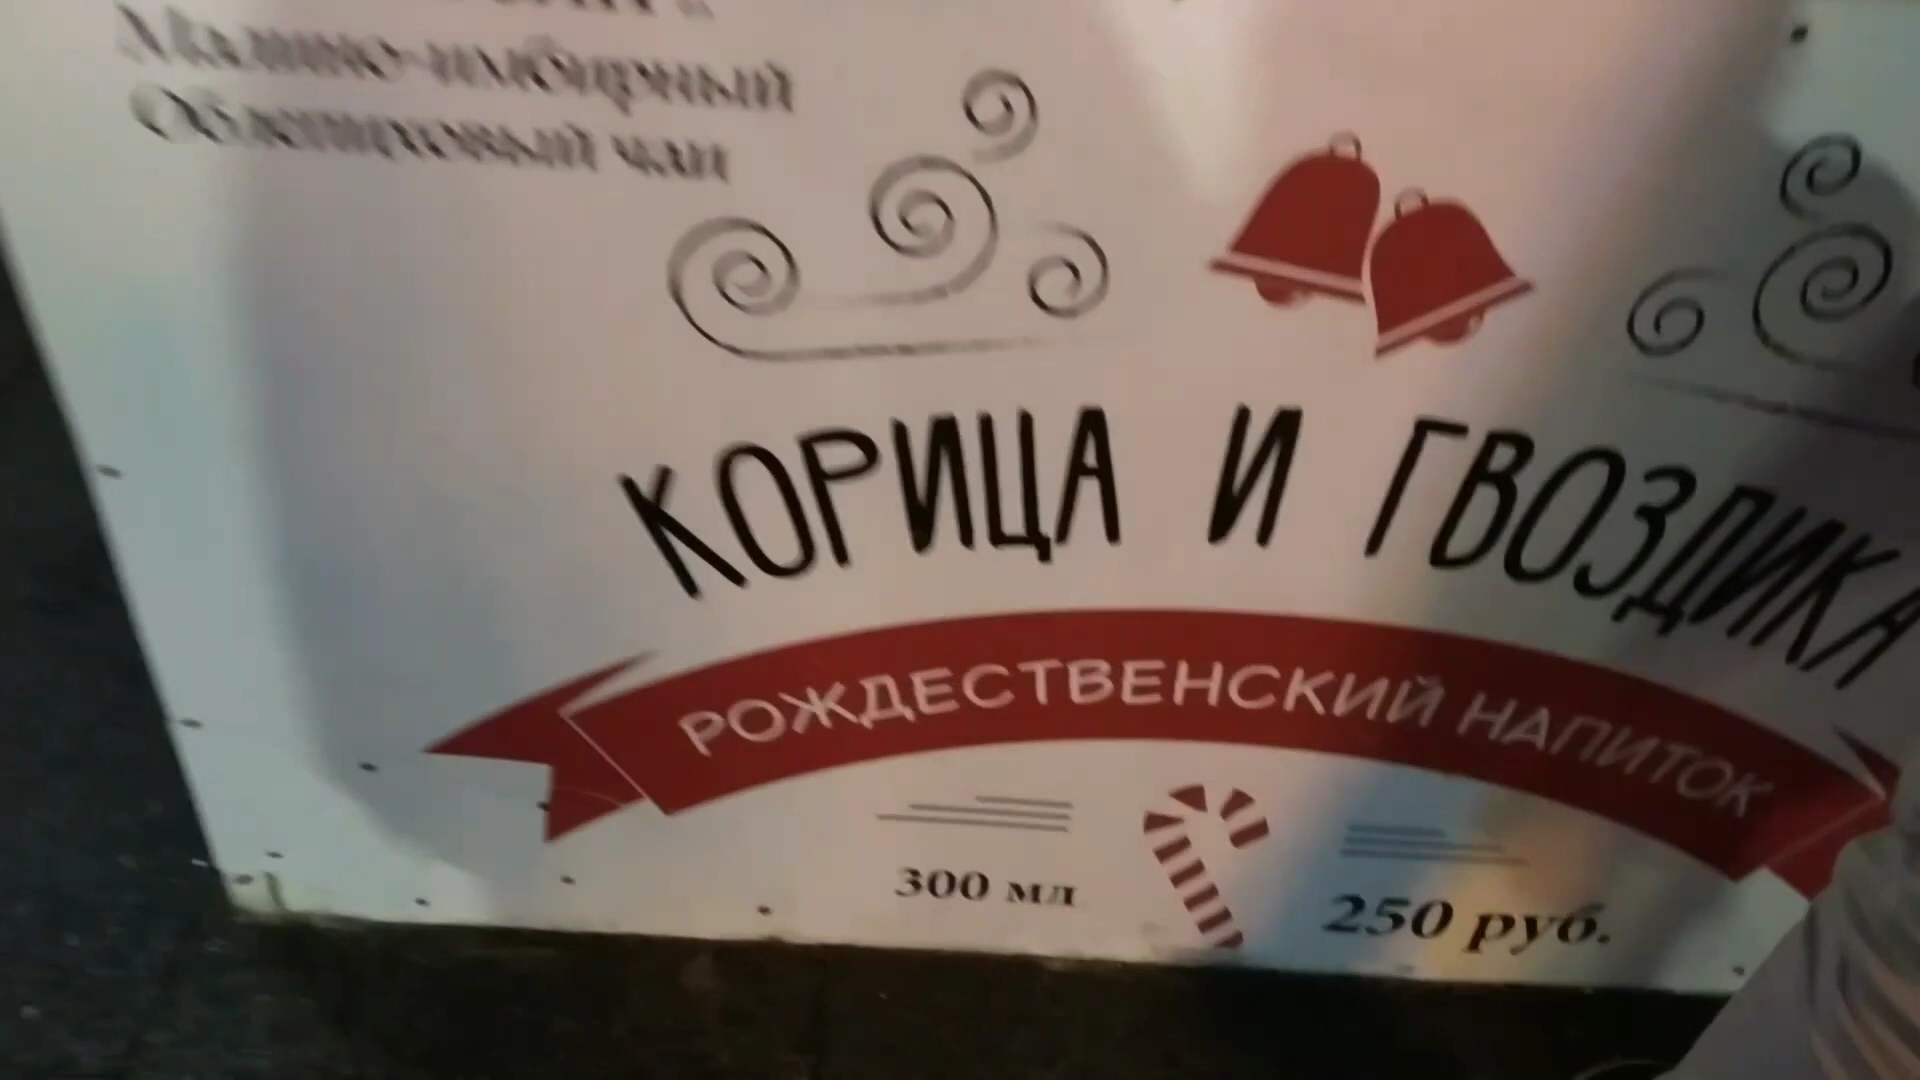 Малино-имбирный
Облепиховый чай
КОРИЦА И ГВОЗДИКА
РОЖДЕСТВЕНСКИЙ НАПИТОК
300 мл
250 руб.